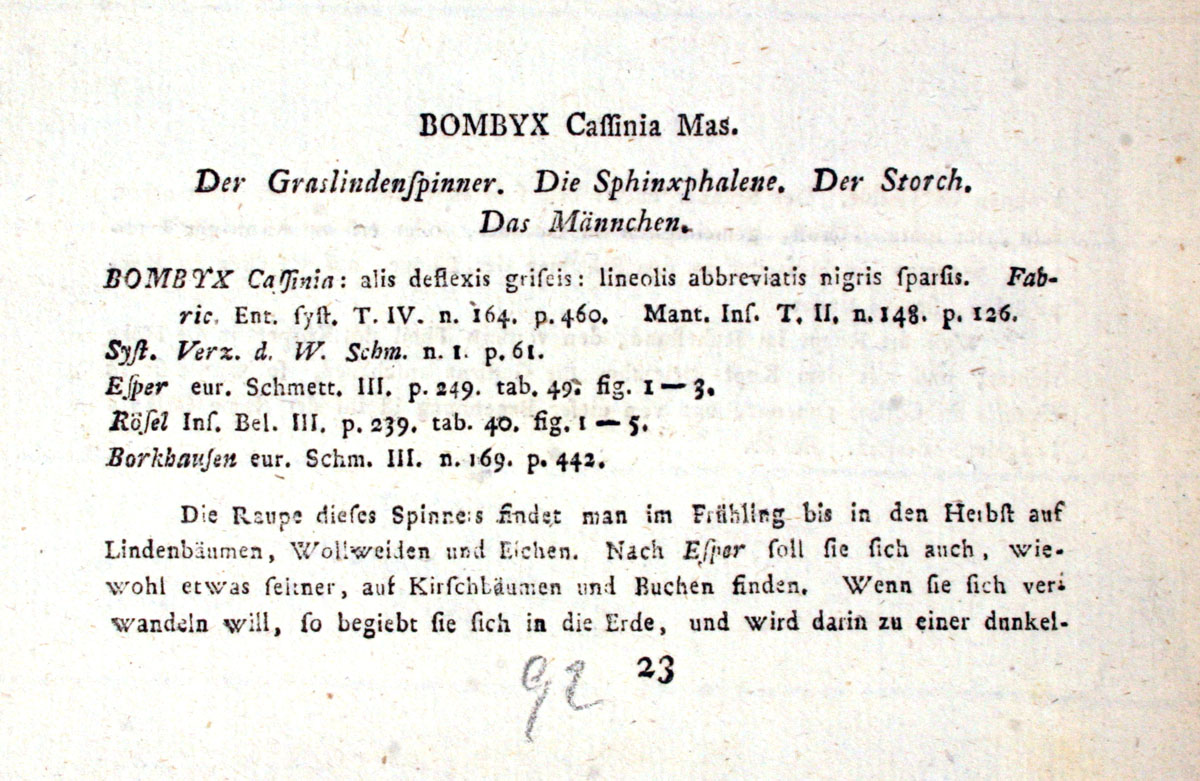 BOMBYX Caſſinia Mas.
Der Graslindenſpinner. Die Sphinxphalene. Der Storch.
Das Männchen.
BOMBYX Caſſinia: alis deflexis griſeis: lineolis abbreviatis nigris ſparſis. Fab-
ric. Ent. ſyſt. T. IV. n. 164. p. 460. Mant. Inſ. T. II. n. 148. p. 126.
Syſt. Verz. d. W. Schm. n. 1. p. 61.
Eſper eur. Schmett. III. p. 249. tab. 49. fig. 1 — 3.
Röſel Inſ. Bel. III. p. 239. tab. 40. fig. 1 — 5.
Borkhauſen eur. Schm. III. n. 169. p. 442.
Die Raupe dieſes Spinners findet man im Frühling bis in den Herbſt auf
Lindenbäumen, Wollweiden und Eichen. Nach Eſper ſoll ſie ſich auch, wie-
wohl etwas ſeltner, auf Kirſchbäumen und Buchen finden. Wenn ſie ſich ver-
wandeln will, ſo begiebt ſie ſich in die Erde, und wird darin zu einer dunkel-
23
92